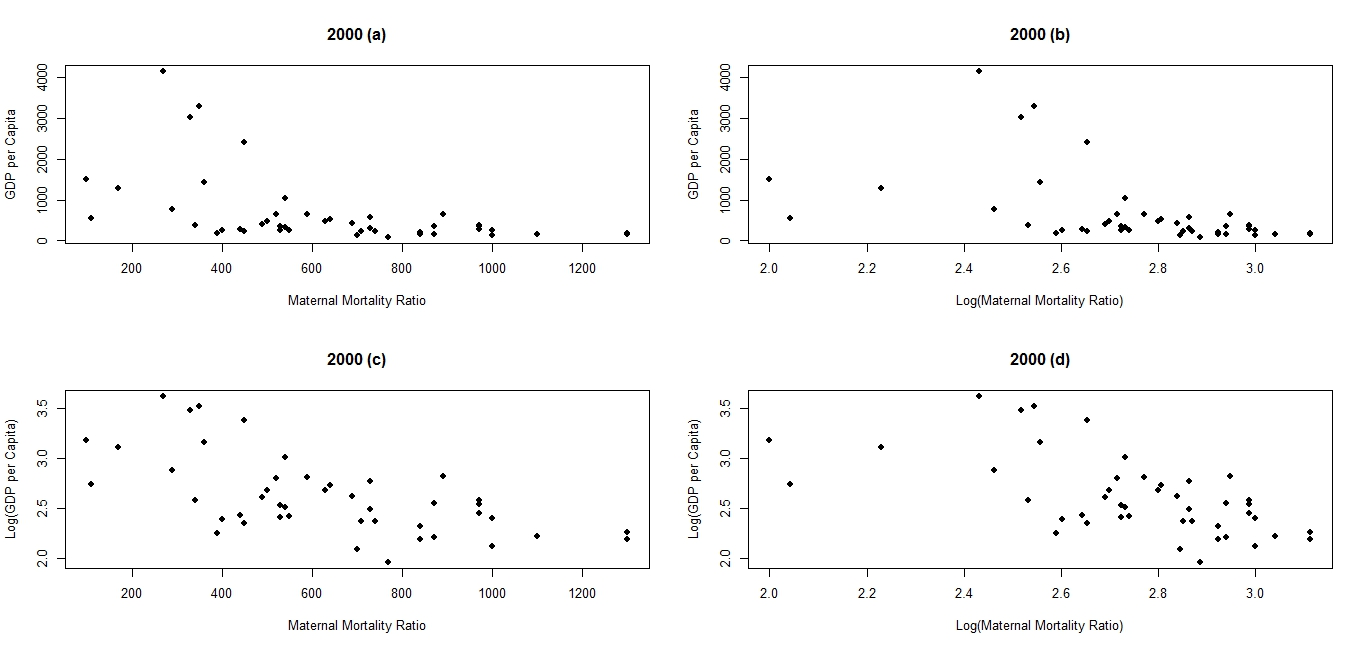 2000 (a)
GDP per Capita
4000
3000
2000
1000
0
200 400 600 800 1000 1200
Maternal Mortality Ratio
2000 (b)
GDP per Capita
4000
3000
2000
1000
0
2.0 2.2 2.4 2.6 2.8 3.0
Log(Maternal Mortality Ratio)
2000 (c)
Log(GDP per Capita)
3.5
3.0
2.5
2.0
200 400 600 800 1000 1200
Maternal Mortality Ratio
2000 (d)
Log(GDP per Capita)
3.5
3.0
2.5
2.0
2.0 2.2 2.4 2.6 2.8 3.0
Log(Maternal Mortality Ratio)